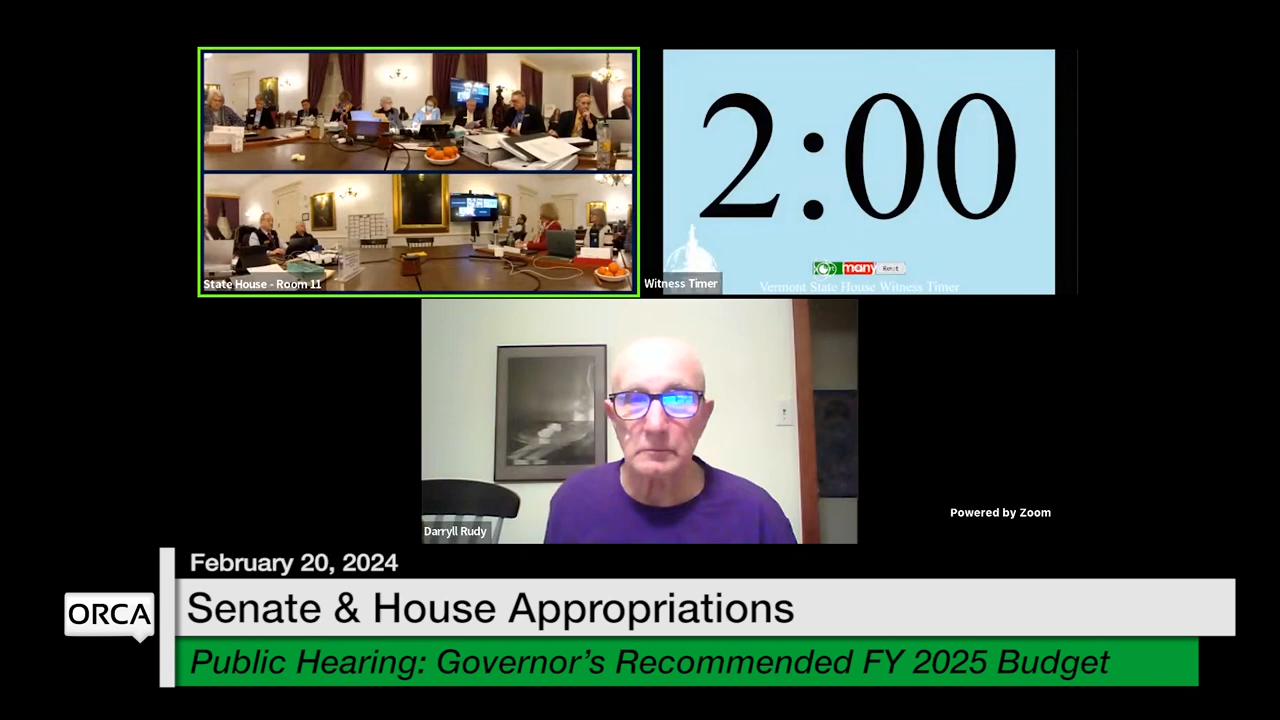 2:00
many
State House - Room 11
Witness Timer
Vermont State House Witness Timer
Darryll Rudy
Powered by Zoom
February 20, 2024
ORCA
Senate & House Appropriations
Public Hearing: Governor's Recommended FY 2025 Budget